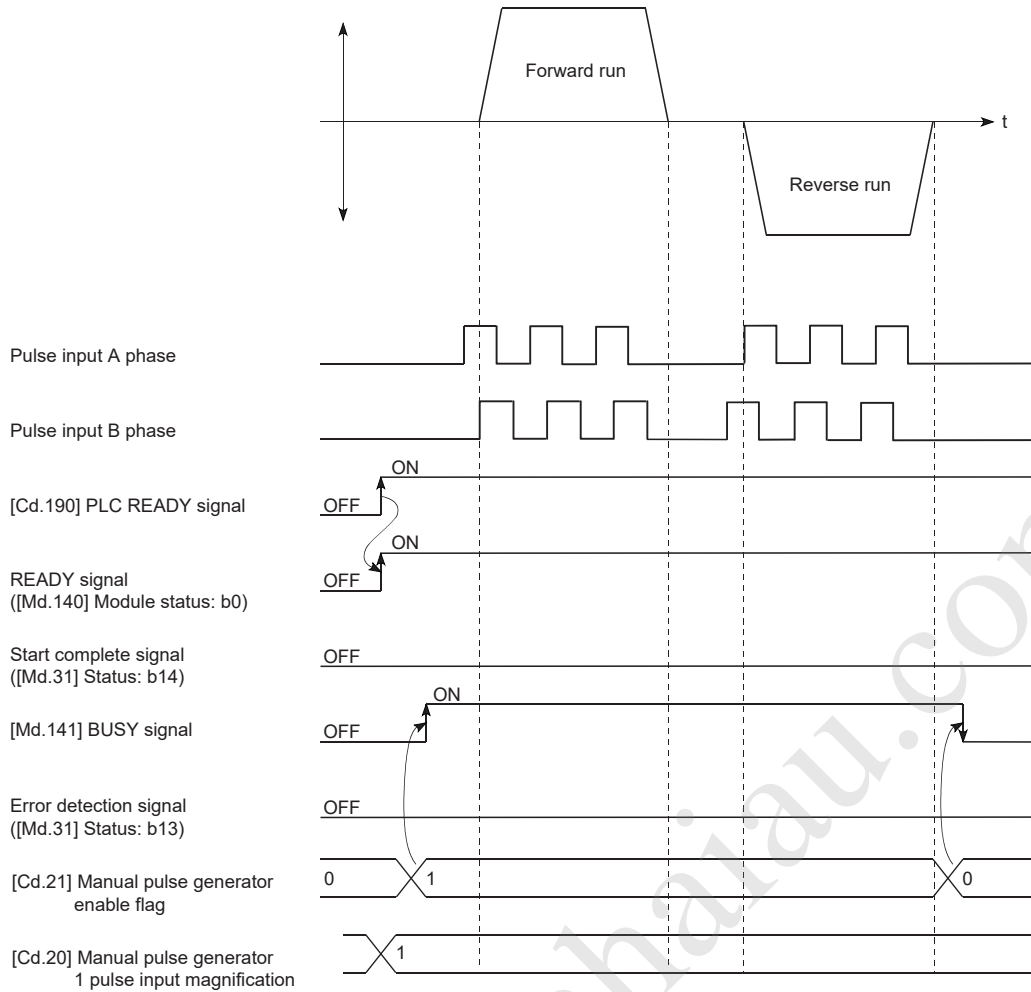 Forward run
t
Reverse run
Pulse input A phase
Pulse input B phase
ON
[Cd.190] PLC READY signal OFF
ON
READY signal OFF
([Md.140] Module status: b0)
Start complete signal OFF
([Md.31] Status: b14)
ON
[Md.141] BUSY signal OFF
Error detection signal OFF
([Md.31] Status: b13)
[Cd.21] Manual pulse generator 0 1 0
enable flag
[Cd.20] Manual pulse generator 1
1 pulse input magnification